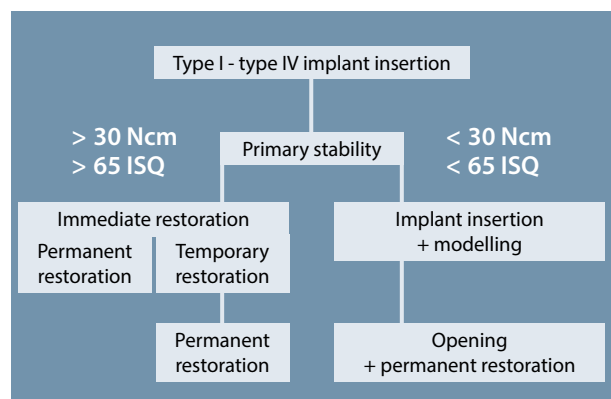 Type I - type IV implant insertion
> 30 Ncm
> 65 ISQ
Primary stability
< 30 Ncm
< 65 ISQ
Immediate restoration
Permanent
restoration
Temporary
restoration
Implant insertion
+ modelling
Permanent
restoration
Opening
+ permanent restoration